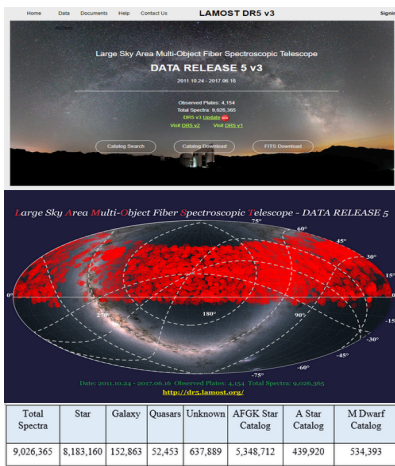 Home Data Documents Help Contact Us LAMOST DR5 v3 Signin
Large Sky Area Multi-Object Fiber Spectroscopic Telescope
DATA RELEASE 5 v3
2011.10.24 - 2017.06.16
Observed Plates: 4,154
Total Spectra: 9,026,365
DR5 v3 Update
Visit DR5 v2 Visit DR5 v1
Catalog Search Catalog Download FITS Download
Large Sky Area Multi-Object Fiber Spectroscopic Telescope - DATA RELEASE 5
75°
60°
45°
30°
15°
0° 270° 180° 90° 0°
-15
-30°
-45°
-60°
-75°
Date: 2011.10.24 - 2017.06.16 Observed Plates: 4,154 Total Spectra: 9,026,365
http://dr5.lamost.org/
Total Spectra Star Galaxy Quasars Unknown AFGK Star Catalog A Star Catalog M Dwarf Catalog
9,026,365 8,183,160 152,863 52,453 637,889 5,348,712 439,920 534,393